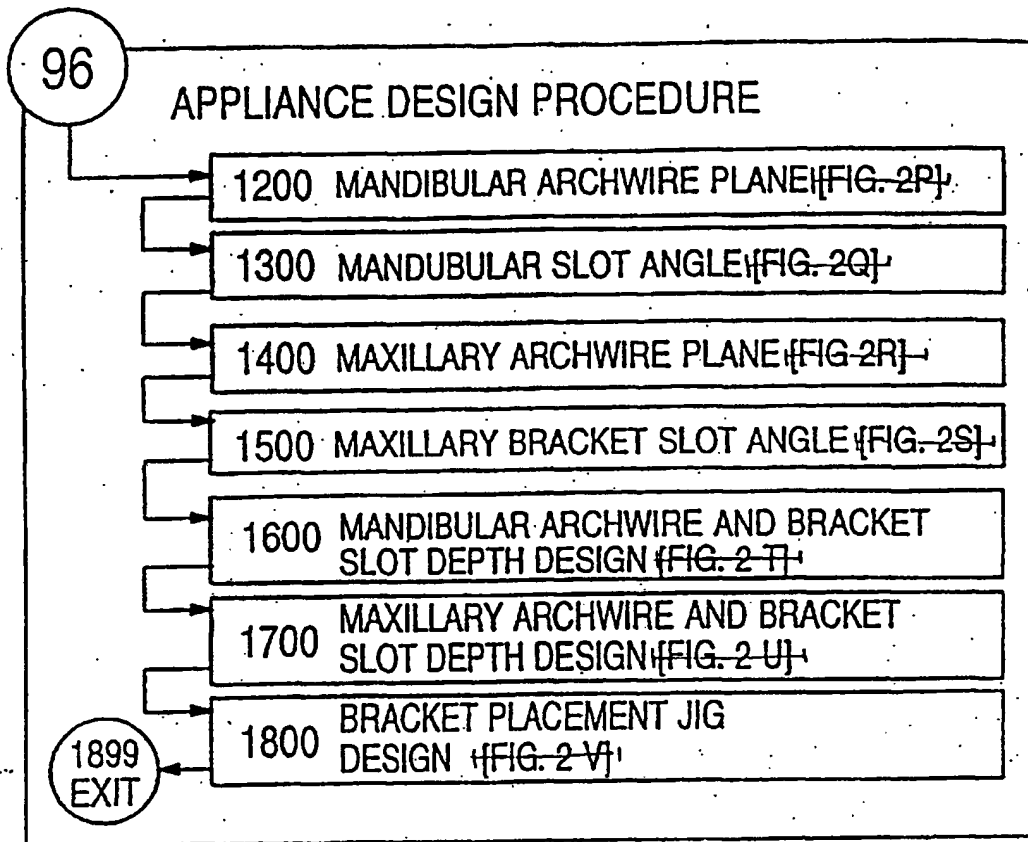 96
APPLIANCE DESIGN PROCEDURE
1200 MANDIBULAR ARCHWIRE PLANE [FIG. 2P]
1300 MANDUBULAR SLOT ANGLE [FIG. 2Q]
1400 MAXILLARY ARCHWIRE PLANE [FIG 2R]
1500 MAXILLARY BRACKET SLOT ANGLE [FIG. 2S]
1600 MANDIBULAR ARCHWIRE AND BRACKET
SLOT DEPTH DESIGN [FIG. 2 T]
1700 MAXILLARY ARCHWIRE AND BRACKET
SLOT DEPTH DESIGN [FIG. 2 U]
1800 BRACKET PLACEMENT JIG
DESIGN [FIG. 2 V]
1899
EXIT